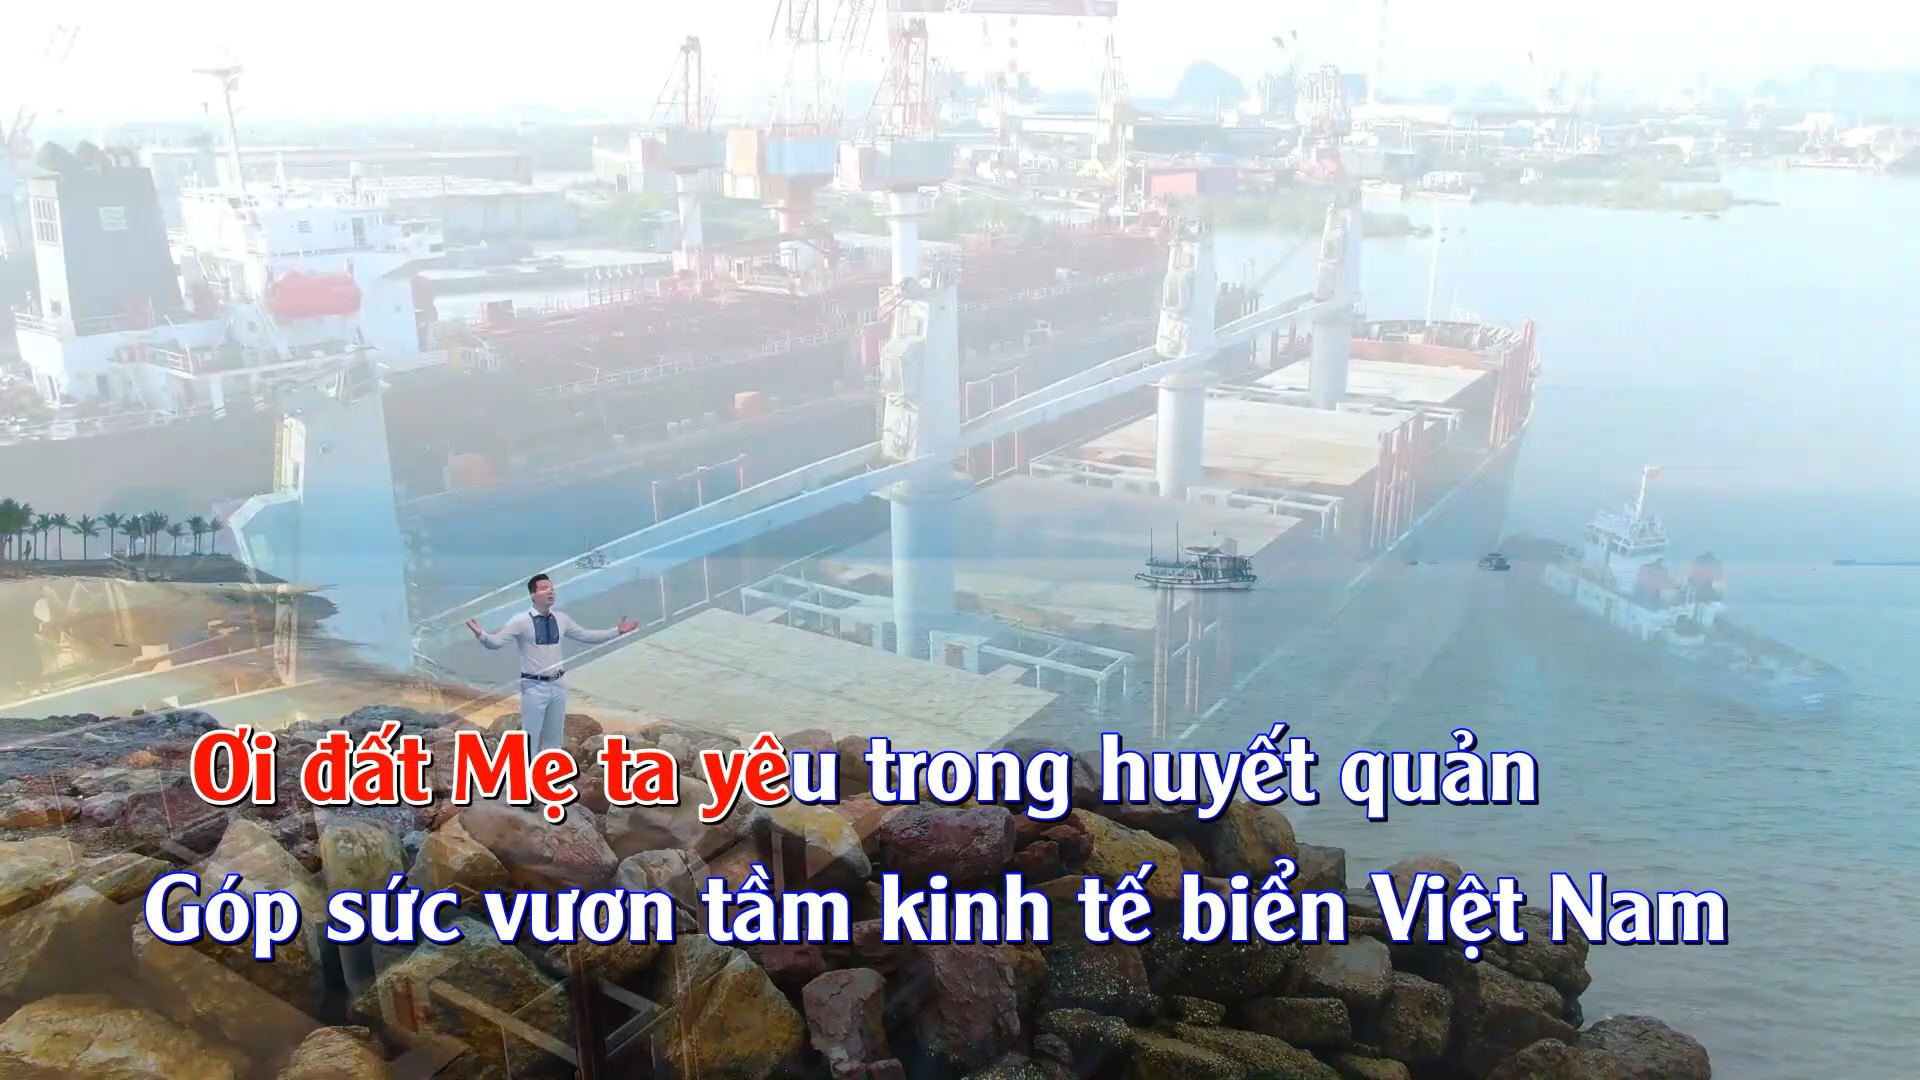 Ơi đất Mẹ ta yêu trong huyết quản
Góp sức vươn tầm kinh tế biển Việt Nam